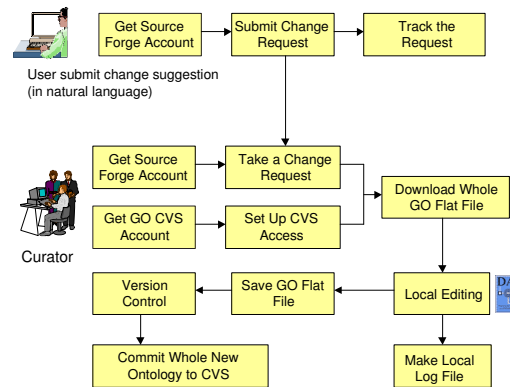 Get Source
Forge Account
Submit Change
Request
Track the
Request
User submit change suggestion
(in natural language)
Get Source
Forge Account
Take a Change
Request
Download Whole
GO Flat File
Get GO CVS
Account
Set Up CVS
Access
Curator
Version
Control
Save GO Flat
File
Local Editing
DA
Commit Whole New
Ontology to CVS
Make Local
Log File